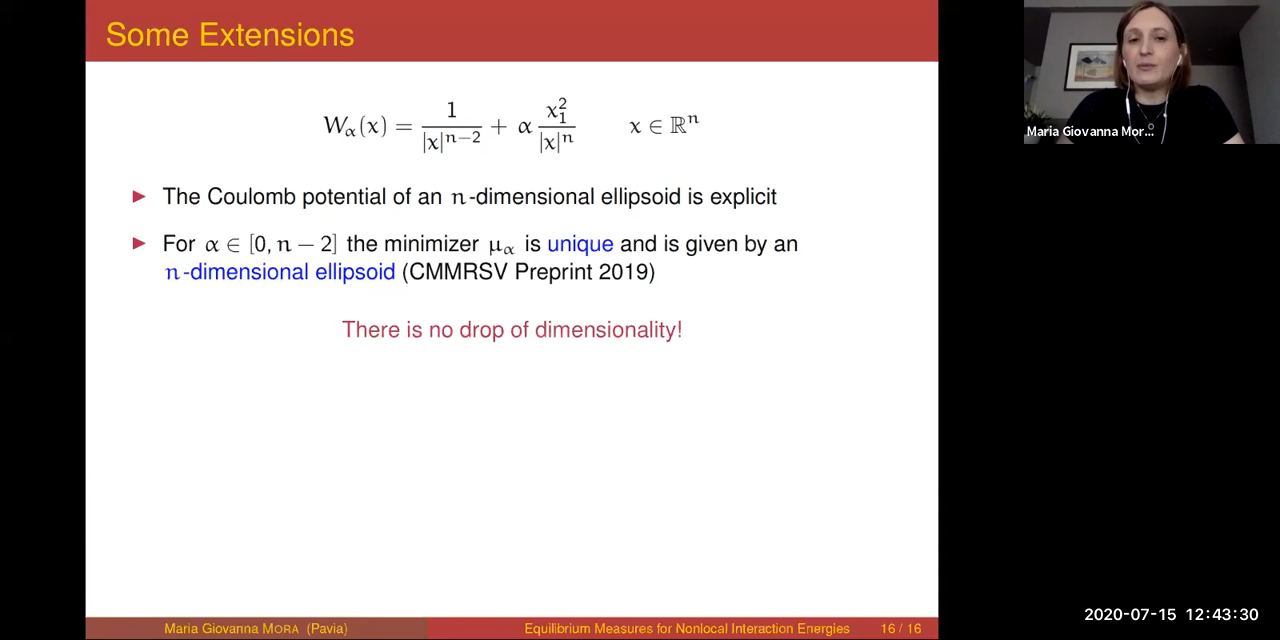 Some Extensions
Maria Giovanna Mor...
W_α(x) = 1/|x|^{n−2} + α x_1^2/|x|^n x ∈ ℝ^n
The Coulomb potential of an n-dimensional ellipsoid is explicit
For α ∈ [0, n − 2] the minimizer μ_α is unique and is given by an
n-dimensional ellipsoid (CMMRSV Preprint 2019)
There is no drop of dimensionality!
2020-07-15 12:43:30
Maria Giovanna MORA (Pavia) Equilibrium Measures for Nonlocal Interaction Energies 16 / 16